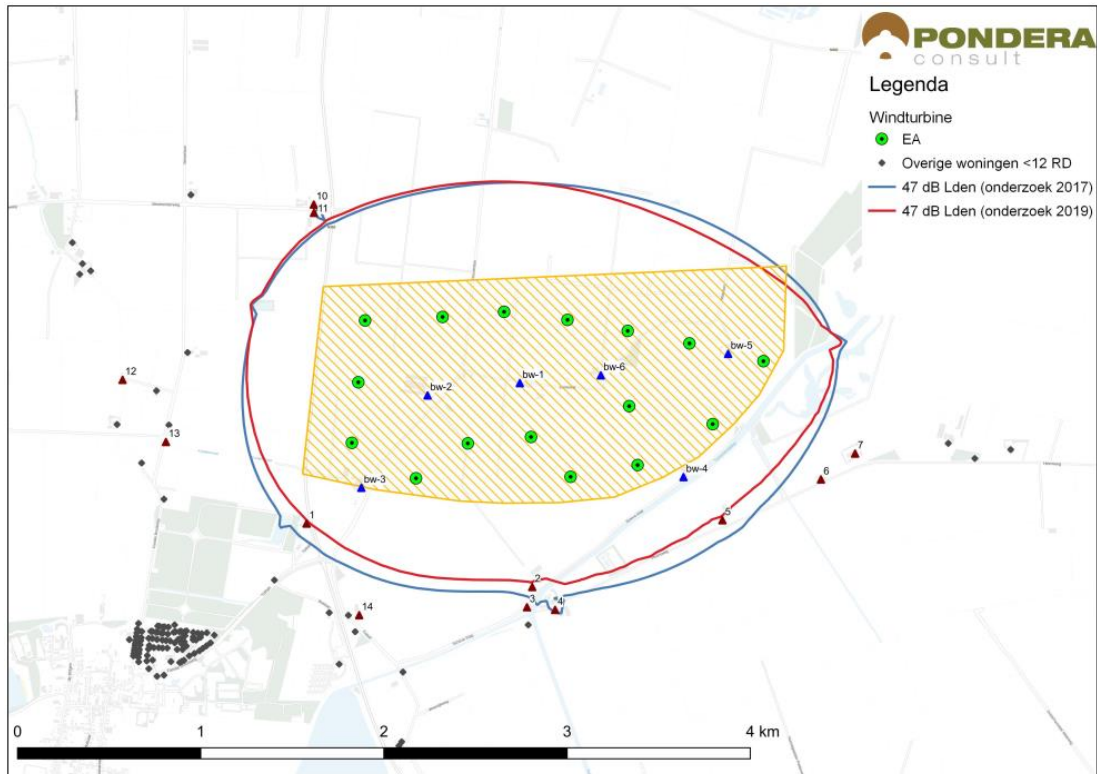 PONDERA
consult
Legenda
Windturbine
EA
Overige woningen <12 RD
47 dB Lden (onderzoek 2017)
47 dB Lden (onderzoek 2019)
10
11
bw-5
bw-6
bw-1
12
bw-2
13
7
bw-4
6
bw-3
5
1
2
3
4
14
0 1 2 3 4 km